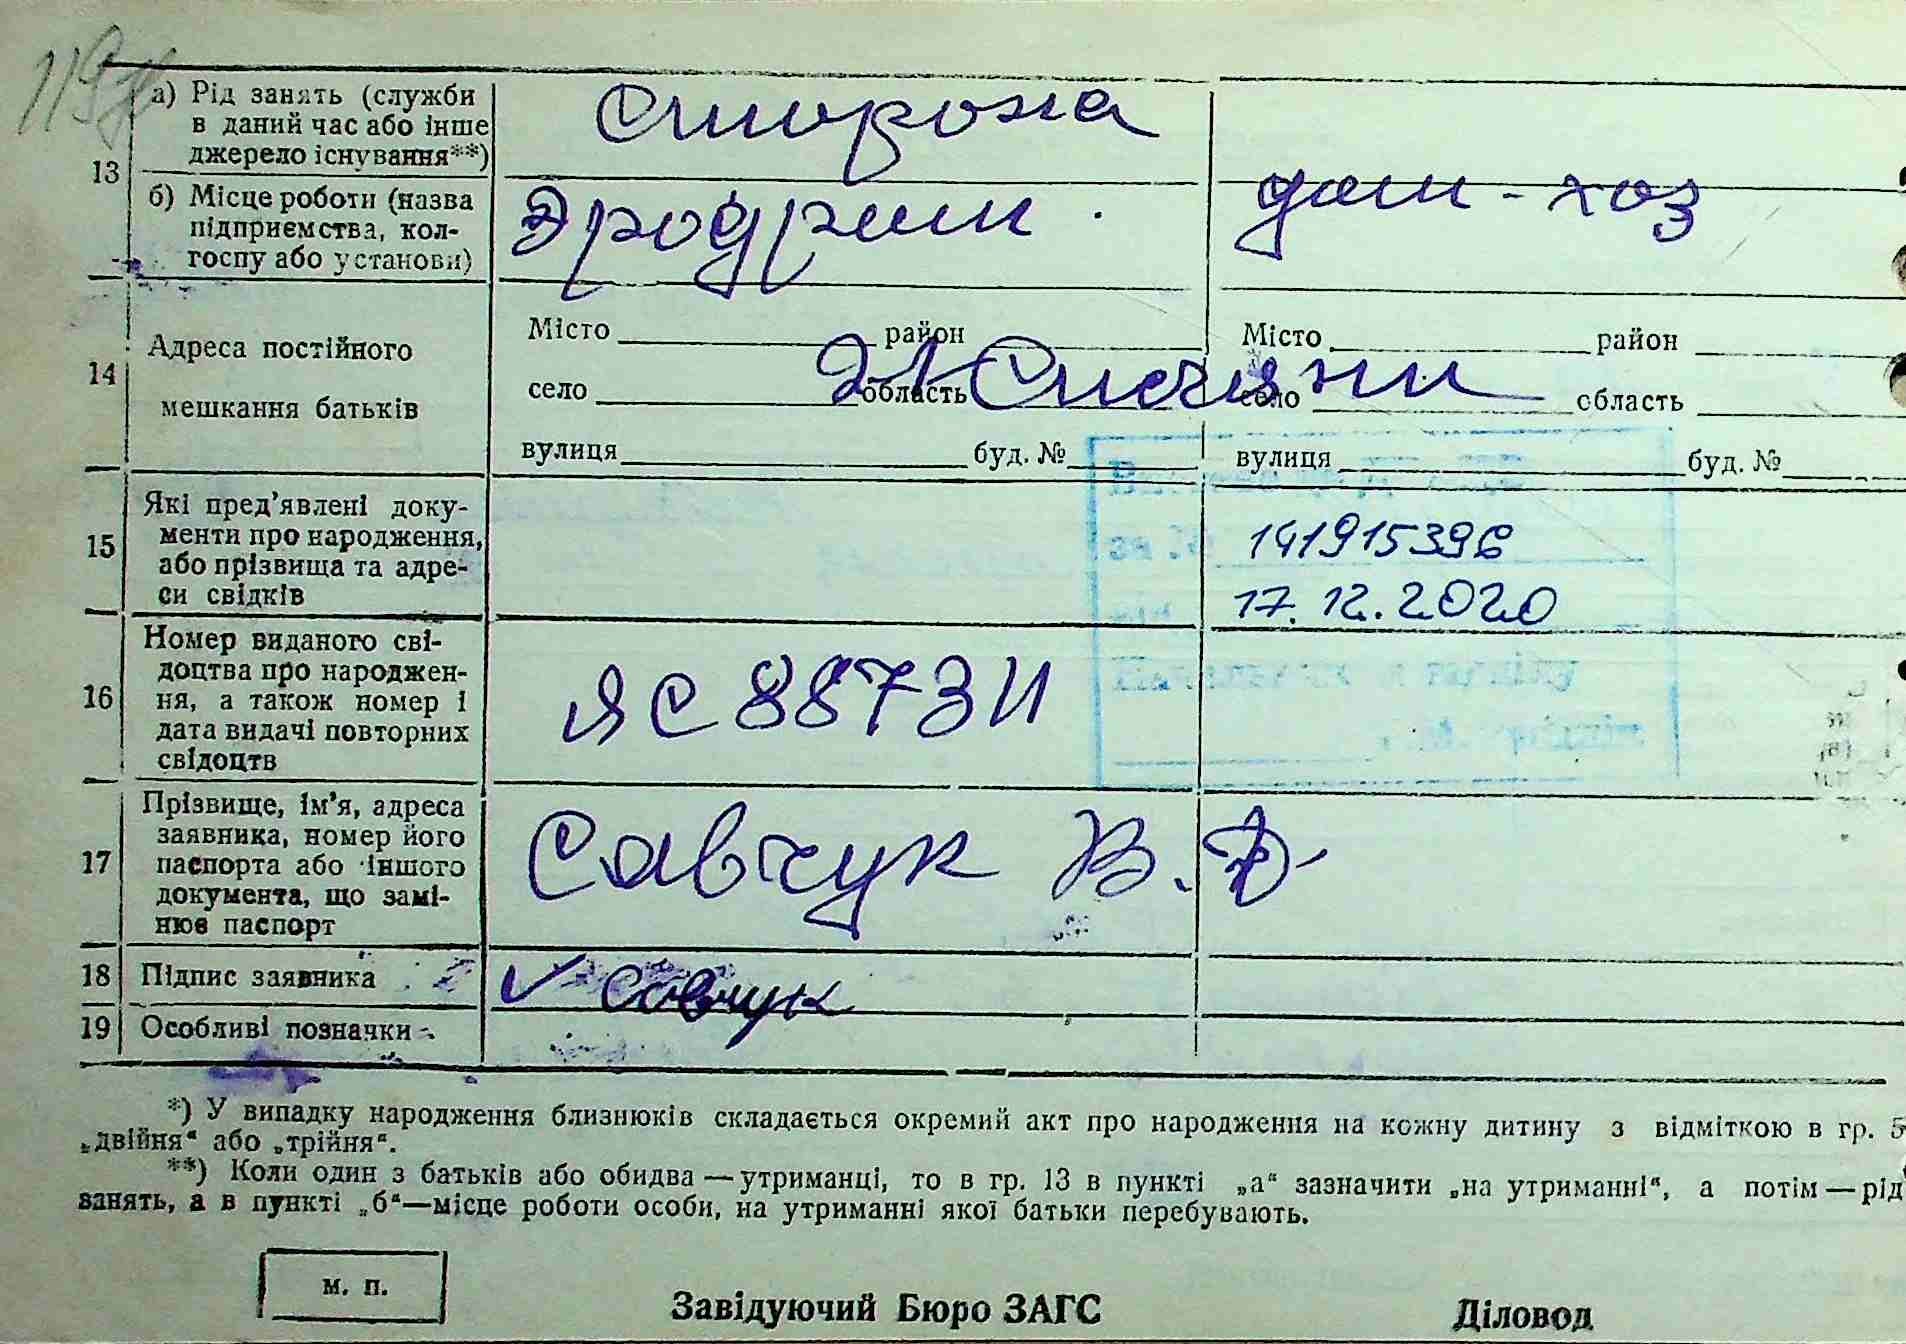 119
13
а) Рід занять (служби
в даний час або інше
джерело існування**)
Сторожа
б) Місце роботи (назва
підприємства, кол-
госпу або установи)
дом-хоз
14
Адреса постійного
мешкання батьків
Місто район
село область
вулиця буд. №
Місто район
село область
вулиця буд. №
15
Які пред’явлені доку-
менти про народження,
або прізвища та адре-
си свідків
141915396
17.12.2020
16
Номер виданого сві-
доцтва про народжен-
ня, а також номер і
дата видачі повторних
свідоцтв
ЯС 8873
17
Прізвище, ім’я, адреса
заявника, номер його
паспорта або іншого
документа, що замі-
нює паспорт
Савчук В. Д
18 Підпис заявника
Савчук
19 Особливі позначки
*) У випадку народження близнюків складається окремий акт про народження на кожну дитину з відміткою в гр. 5
„двійня“ або „трійня“.
**) Коли один з батьків або обидва — утриманці, то в гр. 13 в пункті „а“ зазначити „на утриманні“, а потім — рід
занять, а в пункті „б“—місце роботи особи, на утриманні якої батьки перебувають.
м. п.
Завідуючий Бюро ЗАГС Діловод